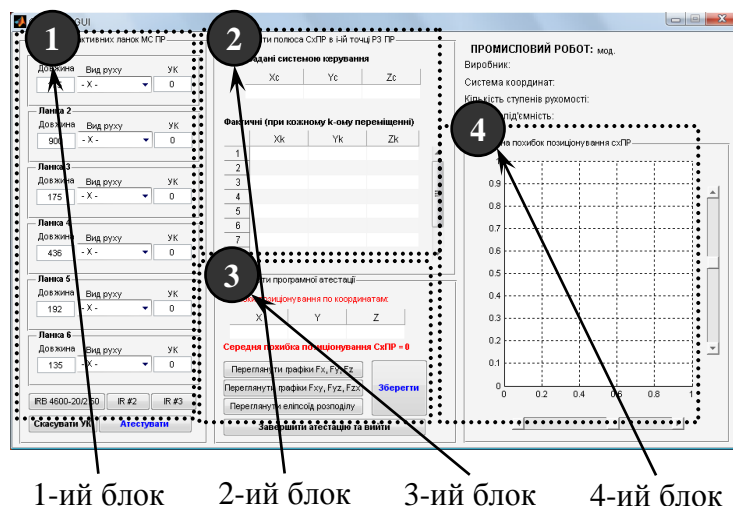 GUI
1
активних ланок МС ПР
Довжина Вид руху УК
- X - 0
Ланка 2
Довжина Вид руху УК
900 - X - 0
Ланка 3
Довжина Вид руху УК
175 - X - 0
Ланка 4
Довжина Вид руху УК
436 - X - 0
Ланка 5
Довжина Вид руху УК
192 - X - 0
Ланка 6
Довжина Вид руху УК
135 - X - 0
IRB 4600-20/2.50 IR #2 IR #3
Скасувати УК Атестувати
2
полюса СхПР в і-ій точці РЗ ПР
системою керування
Xc Yc Zc
Фактичні (при кожному k-ому переміщенні)
Xk Yk Zk
1
2
3
4
5
6
7
3
програмної атестації
позиціонування по координатам:
X Y Z
Середня похибка позиціонування СхПР = 0
Переглянути графіки Fx, Fy, Fz
Переглянути графіки Fxy, Fyz, Fzx
Переглянути еліпсоїд розподілу
Зберегти
Завершити атестацію та вийти
ПРОМИСЛОВИЙ РОБОТ: мод.
Виробник:
Система координат:
Кількість ступенів рухомості:
4
похибок позиціонування схПР
0.9
0.8
0.7
0.6
0.5
0.4
0.3
0.2
0.1
0
0 0.2 0.4 0.6 0.8 1
1-ий блок 2-ий блок 3-ий блок 4-ий блок